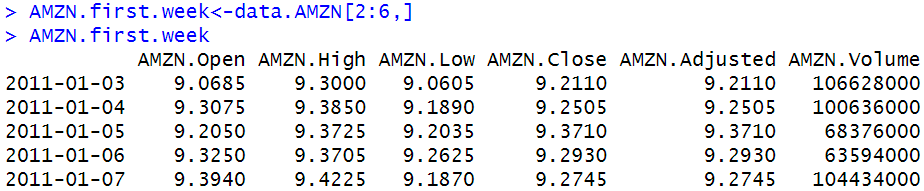 > AMZN.first.week<-data.AMZN[2:6,]
> AMZN.first.week
           AMZN.Open AMZN.High AMZN.Low AMZN.Close AMZN.Adjusted AMZN.Volume
2011-01-03    9.0685    9.3000   9.0605     9.2110        9.2110   106628000
2011-01-04    9.3075    9.3850   9.1890     9.2505        9.2505   100636000
2011-01-05    9.2050    9.3725   9.2035     9.3710        9.3710    68376000
2011-01-06    9.3250    9.3705   9.2625     9.2930        9.2930    63594000
2011-01-07    9.3940    9.4225   9.1870     9.2745        9.2745   104434000